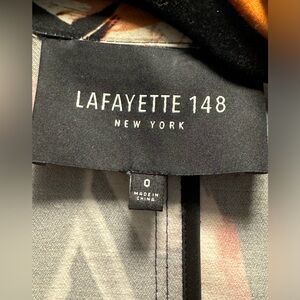 LAFAYETTE 148
NEW YORK
0
MADE IN
CHINA